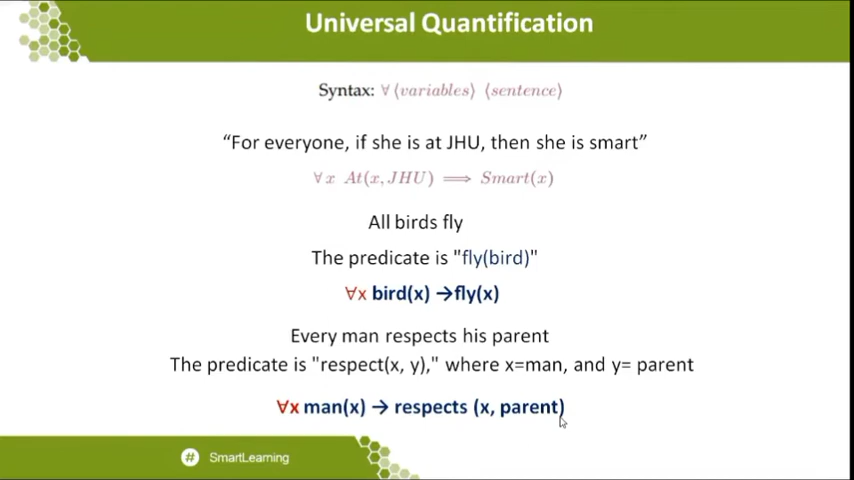 Universal Quantification
Syntax: ∀ ⟨variables⟩ ⟨sentence⟩
“For everyone, if she is at JHU, then she is smart”
∀ x At(x, JHU) ⟹ Smart(x)
All birds fly
The predicate is "fly(bird)"
∀x bird(x) →fly(x)
Every man respects his parent
The predicate is "respect(x, y)," where x=man, and y= parent
∀x man(x) → respects (x, parent)
# SmartLearning